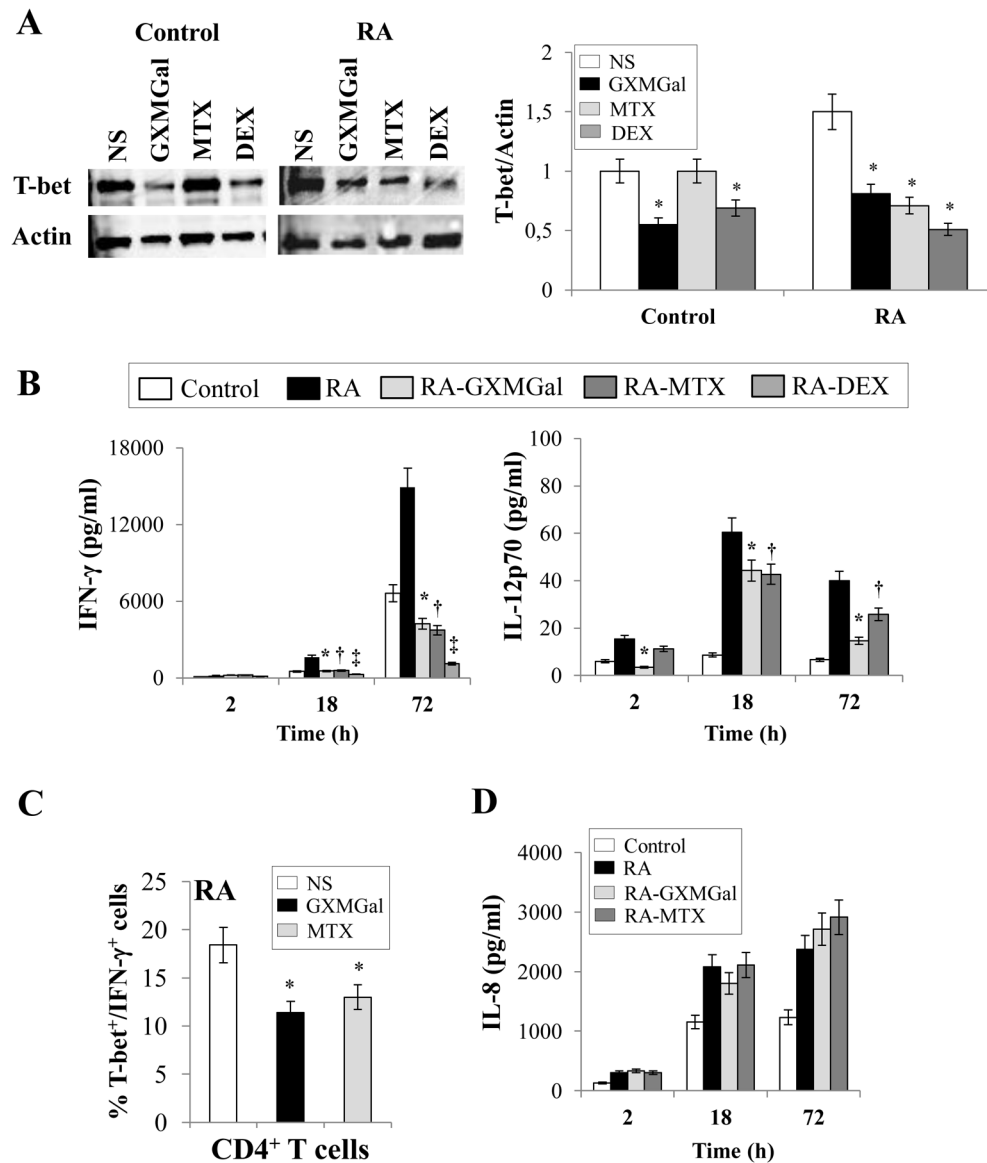 A
Control
RA
NS
GXMGal
MTX
DEX
NS
GXMGal
MTX
DEX
T-bet
Actin
T-bet/Actin
2
1,5
1
0,5
0
NS
GXMGal
MTX
DEX
* * * * *
Control
RA
B
Control RA RA-GXMGal RA-MTX RA-DEX
IFN-γ (pg/ml)
18000
12000
6000
0
* † ‡
* † ‡
2 18 72
Time (h)
IL-12p70 (pg/ml)
100
80
60
40
20
0
*
* †
* †
2 18 72
Time (h)
C
RA
% T-bet⁺/IFN-γ⁺ cells
25
20
15
10
5
0
NS
GXMGal
MTX
* *
CD4⁺ T cells
D
IL-8 (pg/ml)
4000
3000
2000
1000
0
Control
RA
RA-GXMGal
RA-MTX
2 18 72
Time (h)